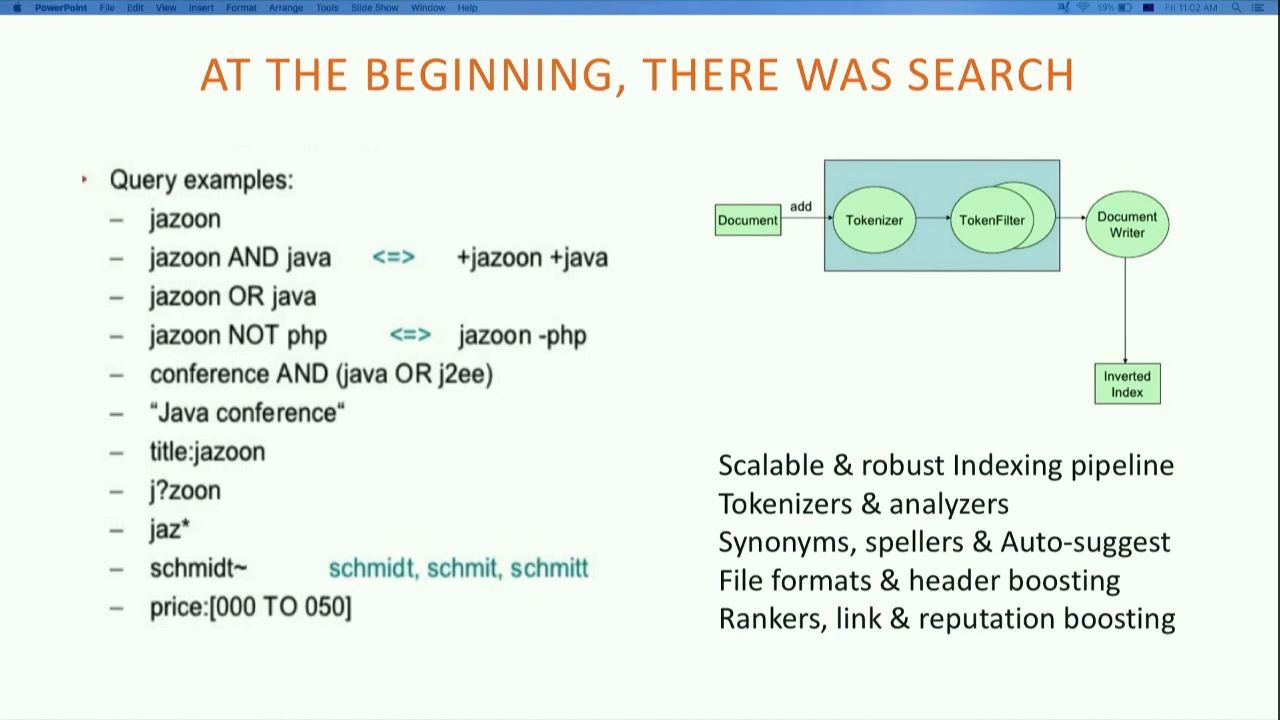 PowerPoint File Edit View Insert Format Arrange Tools Slide Show Window Help 59% Fri 11:02 AM
AT THE BEGINNING, THERE WAS SEARCH
Query examples:
– jazoon
– jazoon AND java <=> +jazoon +java
– jazoon OR java
– jazoon NOT php <=> jazoon -php
– conference AND (java OR j2ee)
– “Java conference“
– title:jazoon
– j?zoon
– jaz*
– schmidt~ schmidt, schmit, schmitt
– price:[000 TO 050]
Document
add
Tokenizer
TokenFilter
Document
Writer
Inverted
Index
Scalable & robust Indexing pipeline
Tokenizers & analyzers
Synonyms, spellers & Auto-suggest
File formats & header boosting
Rankers, link & reputation boosting